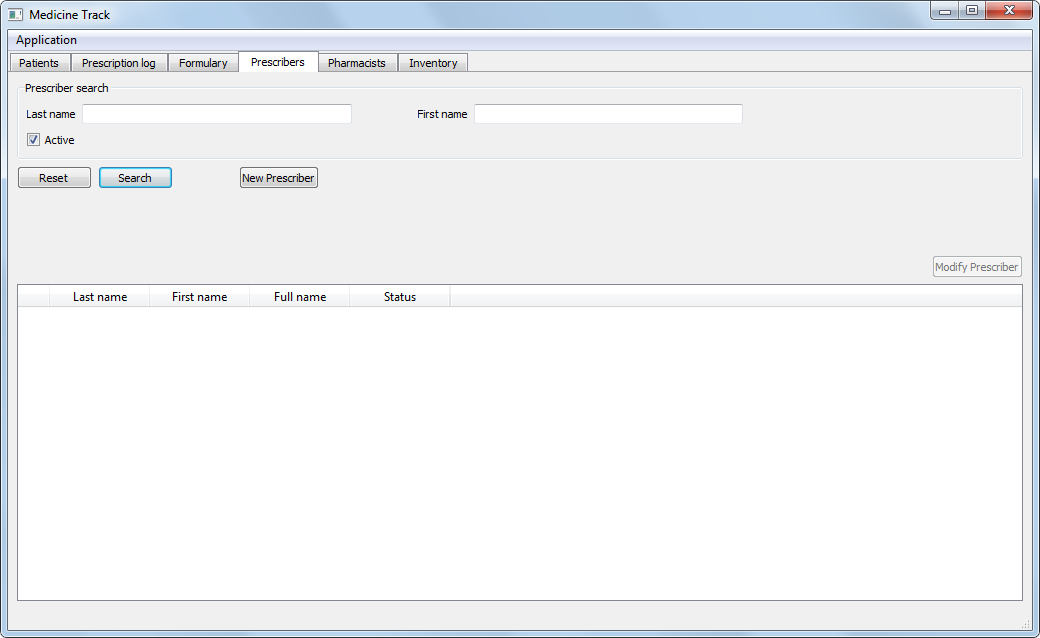 Medicine Track
Application
Patients Prescription log Formulary Prescribers Pharmacists Inventory
Prescriber search
Last name First name
Active
Reset Search New Prescriber
Modify Prescriber
Last name First name Full name Status